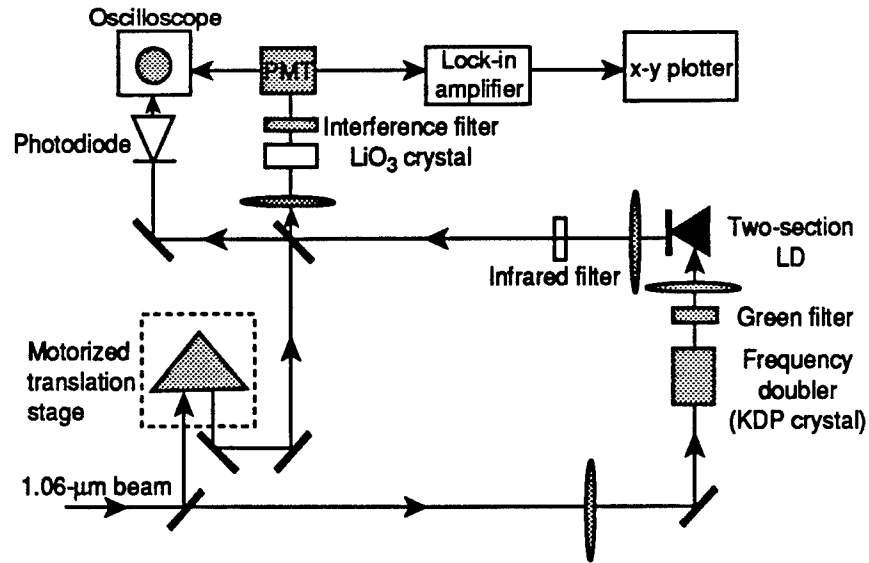 Oscilloscope
PMT
Lock-in
amplifier
x-y plotter
Photodiode
Interference filter
LiO₃ crystal
Infrared filter
Two-section
LD
Green filter
Frequency
doubler
(KDP crystal)
Motorized
translation
stage
1.06-μm beam